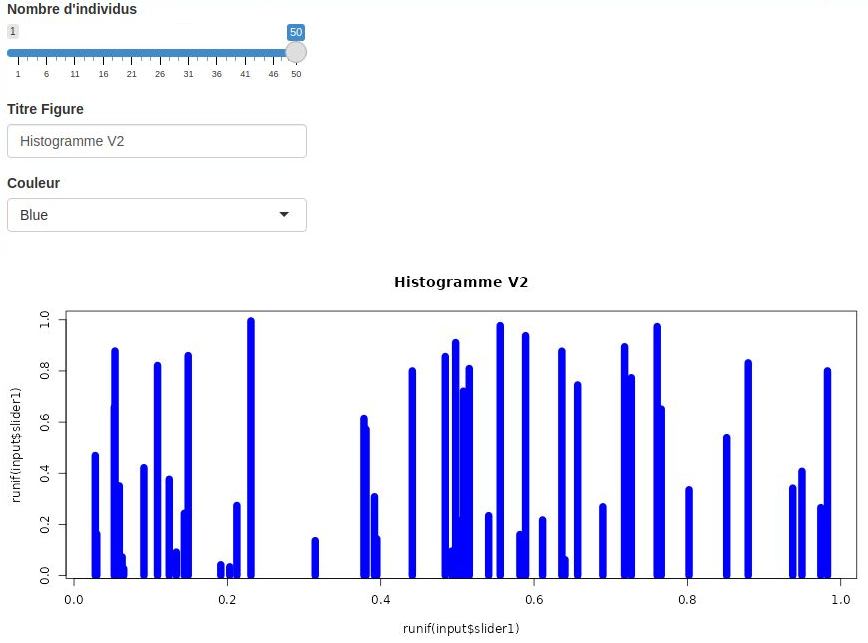 Nombre d'individus
1 50
1 6 11 16 21 26 31 36 41 46 50
Titre Figure
Histogramme V2
Couleur
Blue
Histogramme V2
runif(input$slider1)
1.0
0.8
0.6
0.4
0.2
0.0
0.0 0.2 0.4 0.6 0.8 1.0
runif(input$slider1)